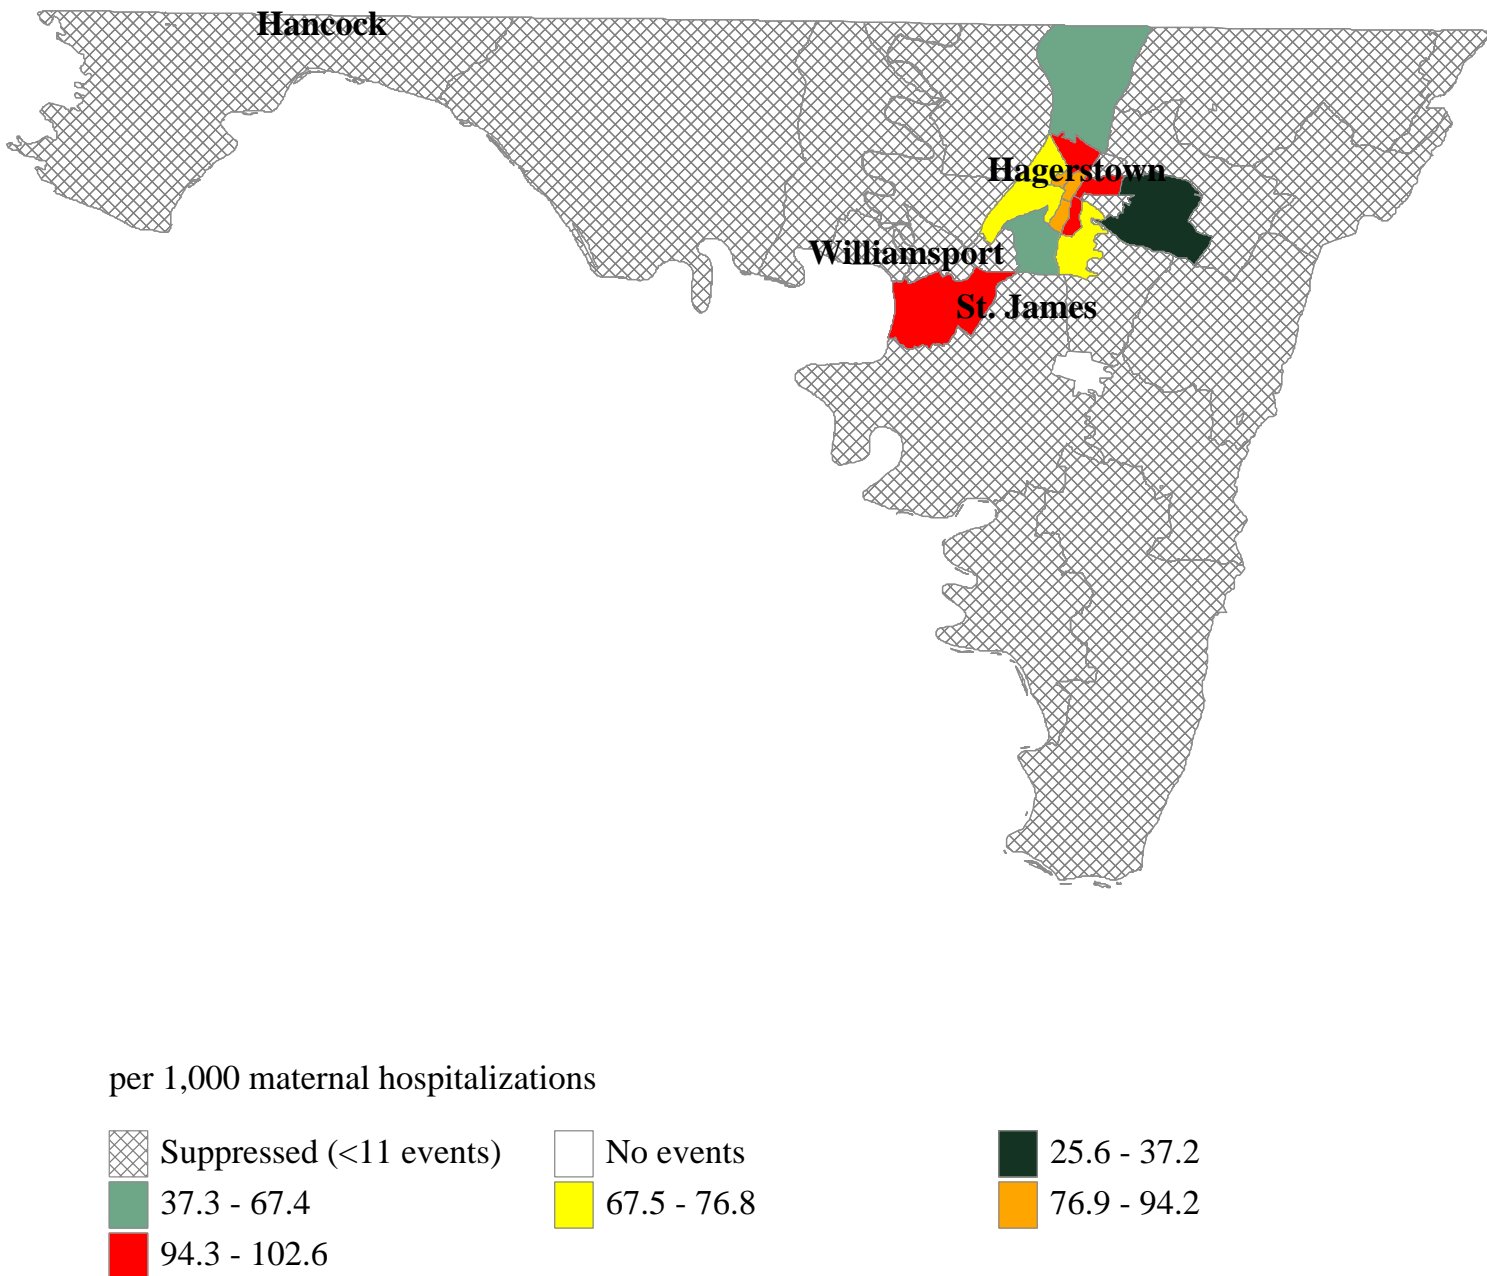 Hancock
Hagerstown
Williamsport
St. James
per 1,000 maternal hospitalizations
Suppressed (<11 events)
No events
25.6 - 37.2
37.3 - 67.4
67.5 - 76.8
76.9 - 94.2
94.3 - 102.6